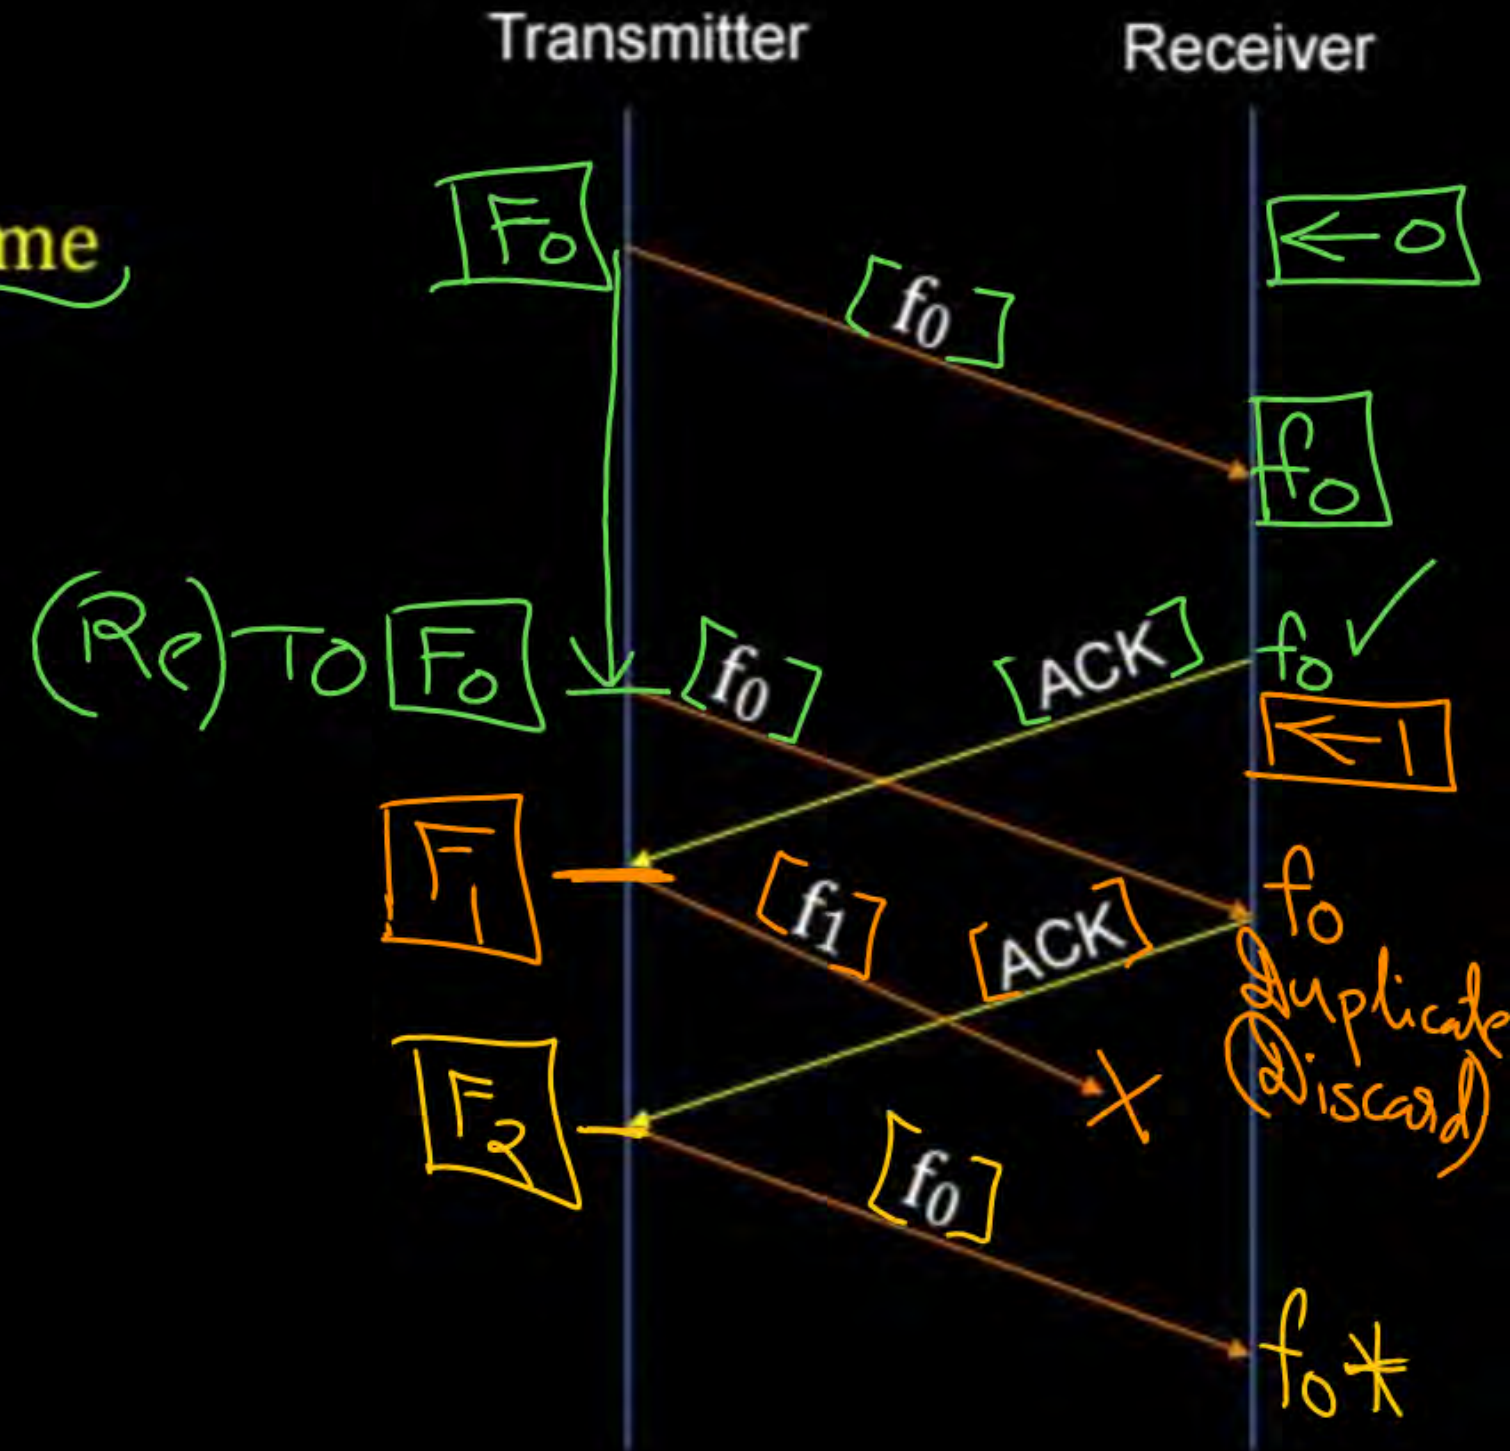 Transmitter Receiver
me
F0
←0
[f0]
f0
(Re) TO F0
[f0]
[ACK]
f0 ✓
←1
F1
[f1]
[ACK]
f0
Duplicate
(Discard)
X
F2
[f0]
f0*